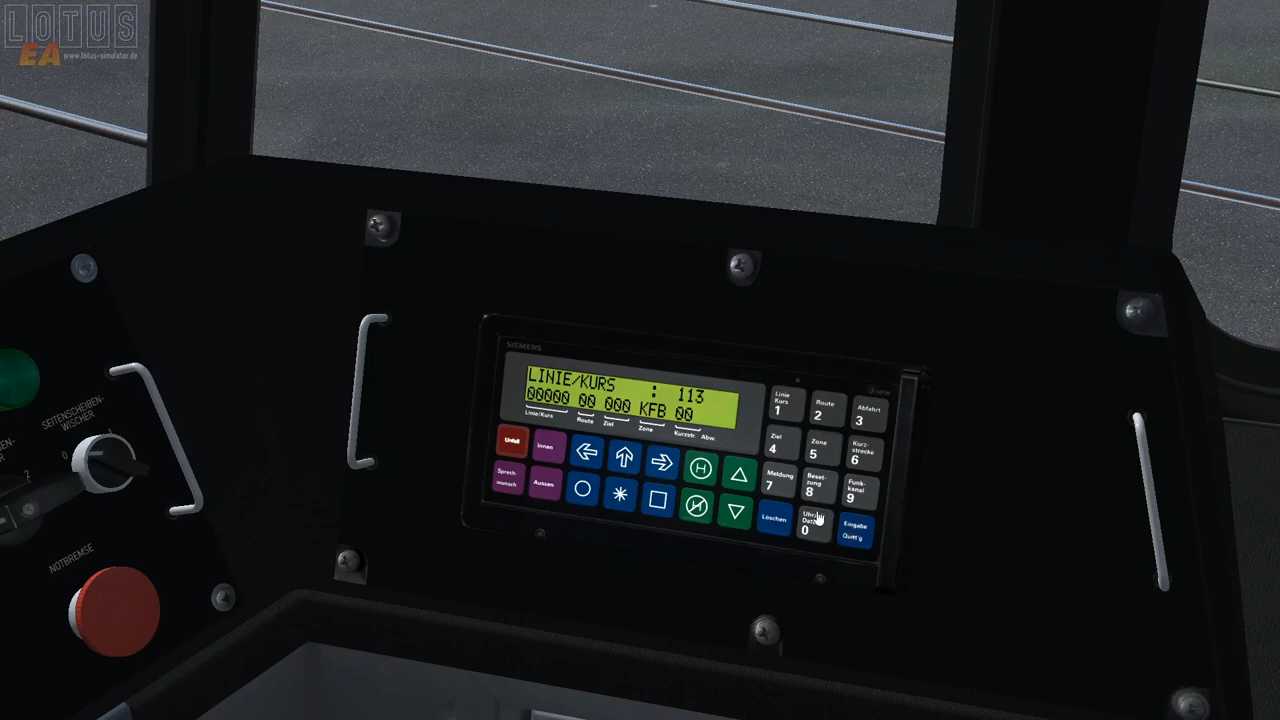 LOTUS
EA www.lotus-simulator.de
SEITENSCHEIBEN-
WISCHER
0
2
NOTBREMSE
SIEMENS
LINIE/KURS : 113
00000 00 000 KFB 00
Linie/Kurs Route Ziel Zone Kurzstr. Abw.
Linie
Kurs
1
Route
2
Abfahrt
3
Ziel
4
Zone
5
Kurz-
strecke
6
Unfall
Innen
H
Meldung
7
Beset-
zung
8
Funk-
kanal
9
Sprech-
wunsch
Aussen
H
Löschen
0
Eingabe
Quitt'g